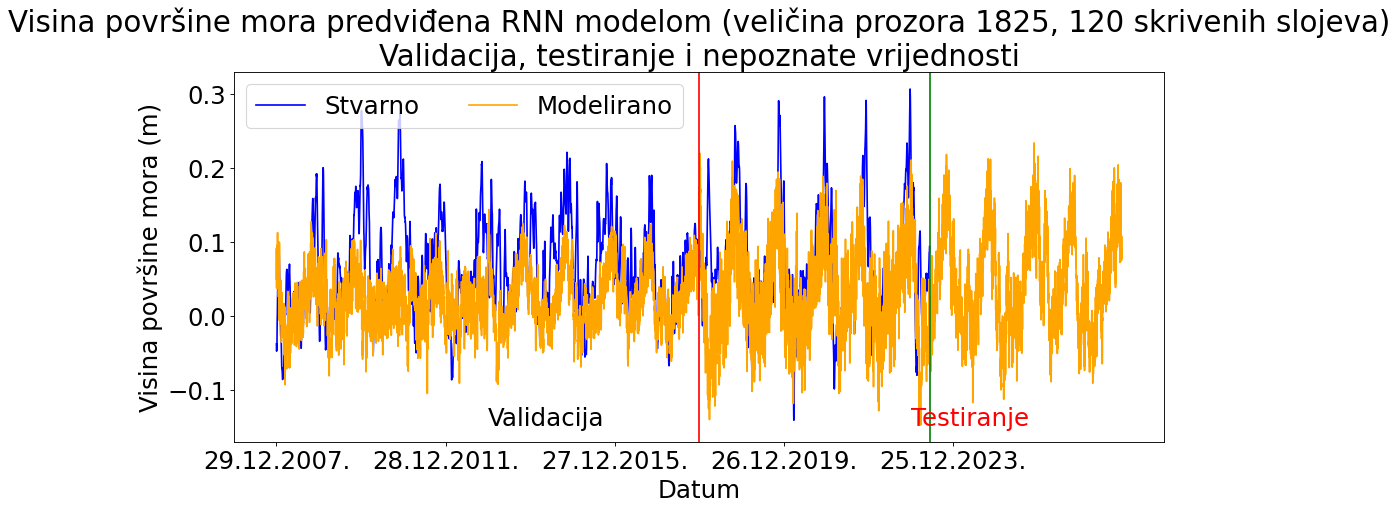 Visina površine mora predviđena RNN modelom (veličina prozora 1825, 120 skrivenih slojeva)
Validacija, testiranje i nepoznate vrijednosti
Stvarno
Modelirano
0.3
0.2
0.1
0.0
−0.1
Visina površine mora (m)
Validacija
Testiranje
29.12.2007.
28.12.2011.
27.12.2015.
26.12.2019.
25.12.2023.
Datum